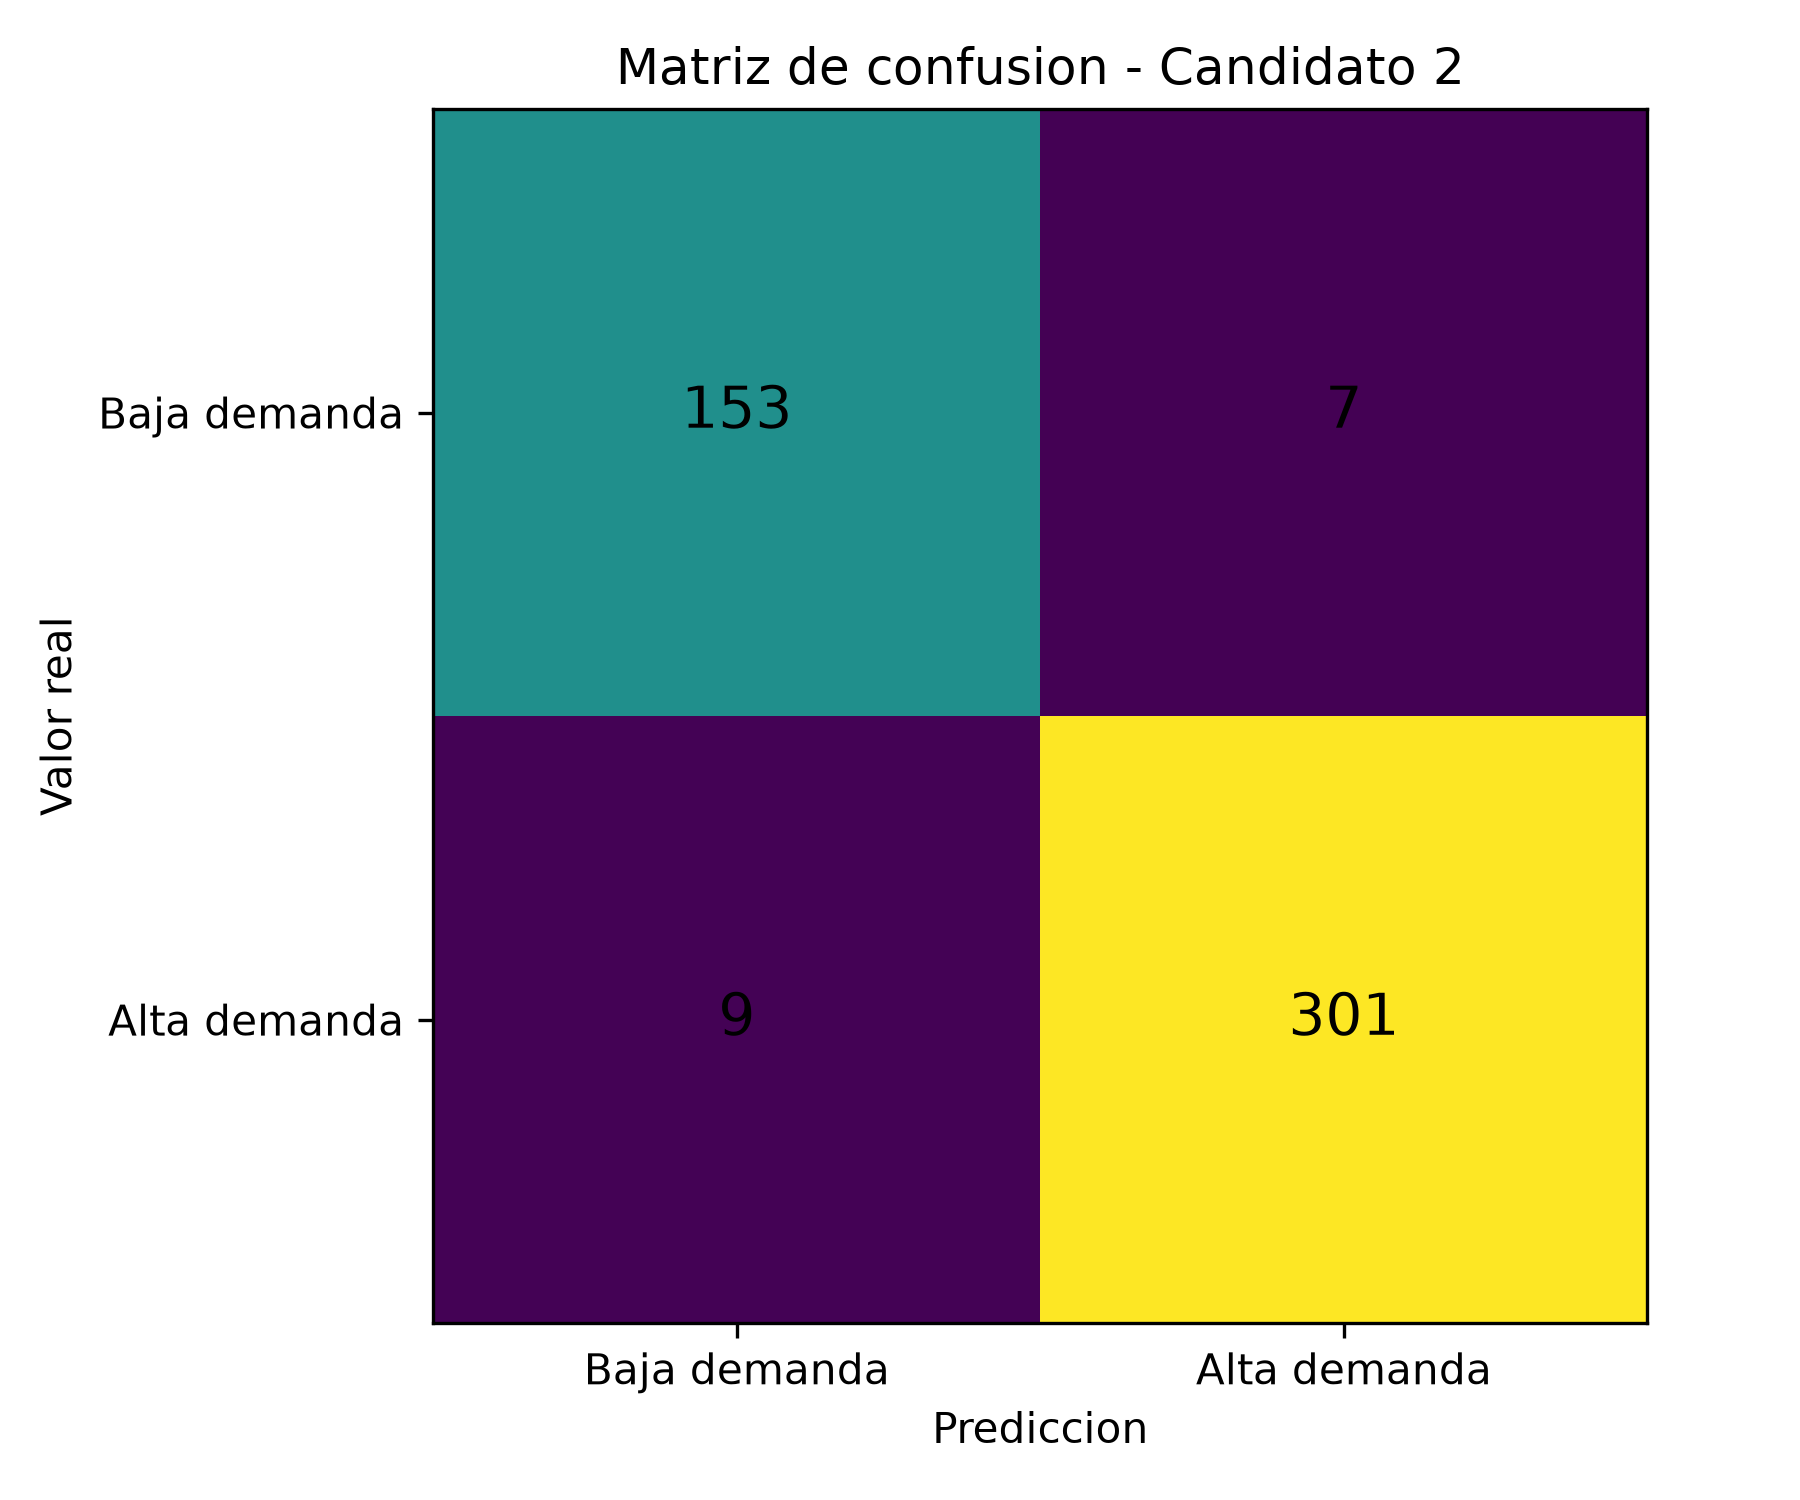 Matriz de confusion - Candidato 2
Baja demanda
153
7
Valor real
Alta demanda
9
301
Baja demanda
Alta demanda
Prediccion